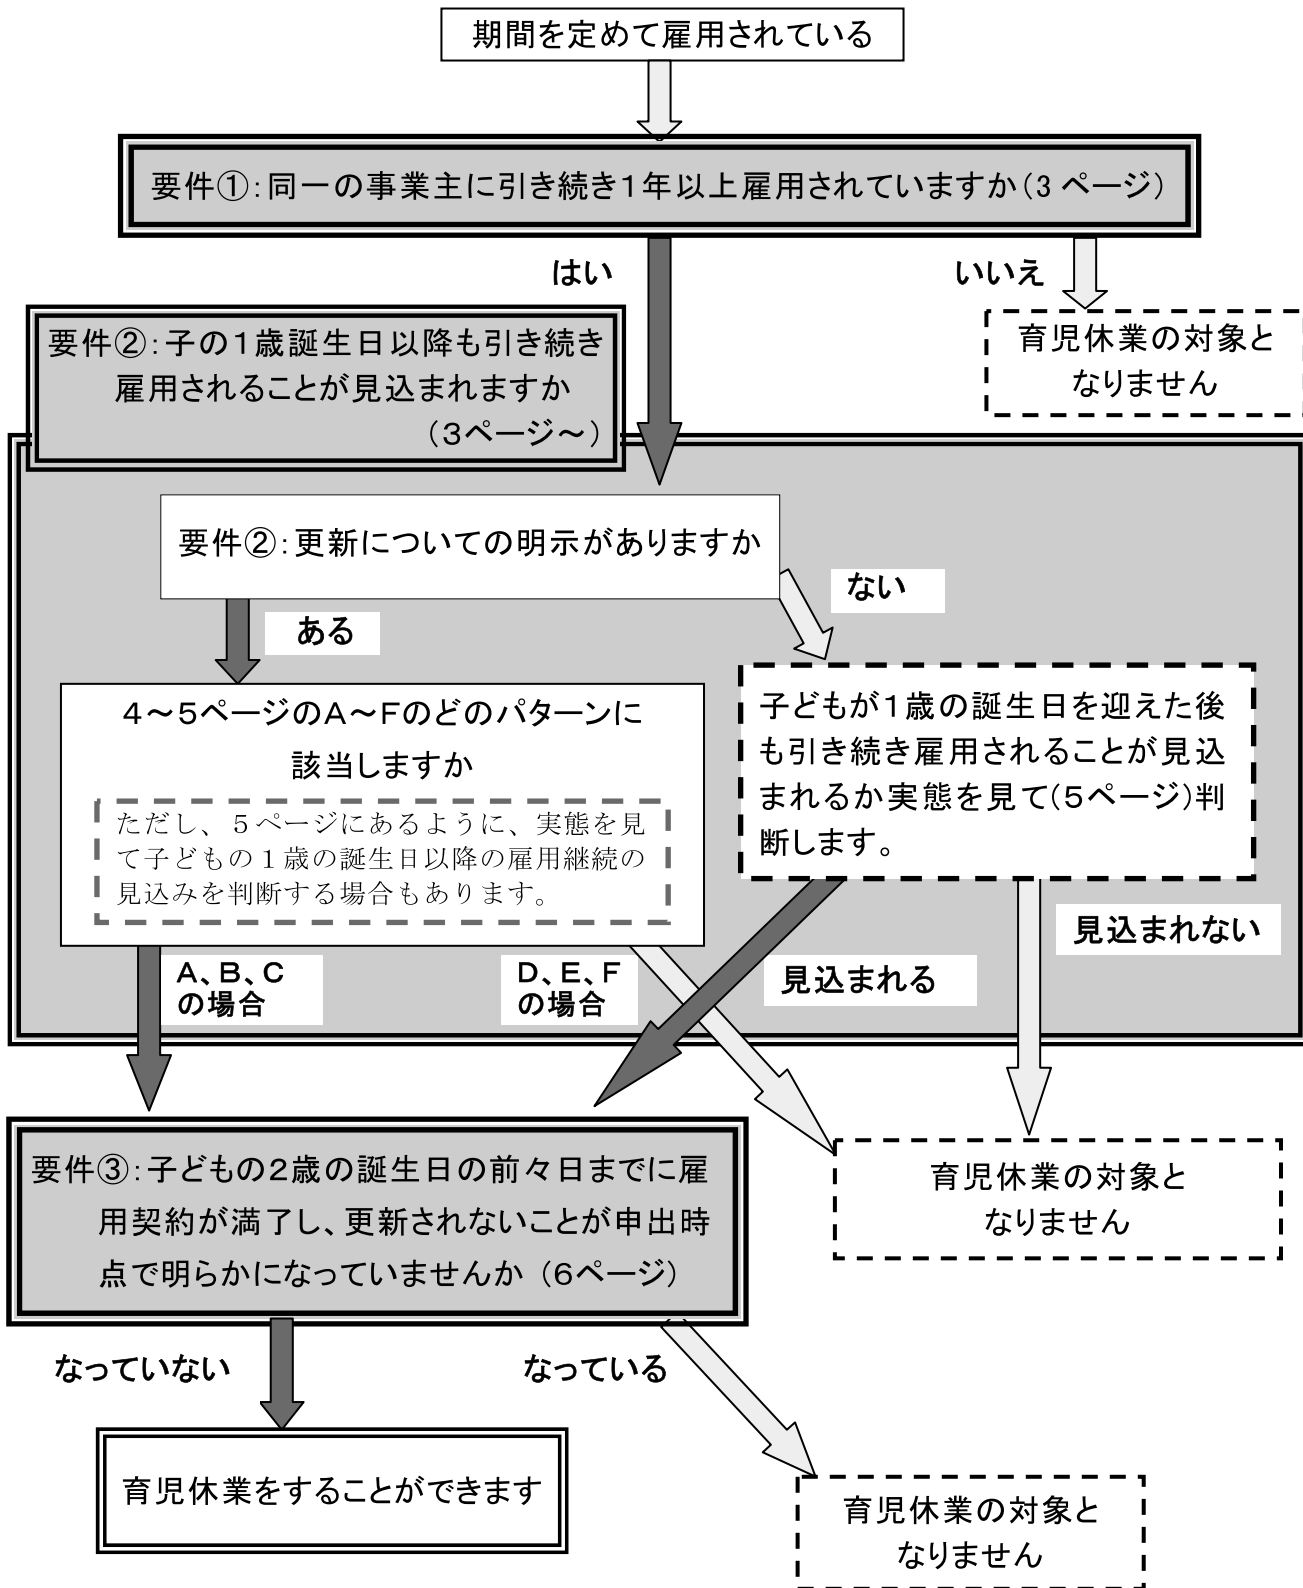 期間を定めて雇用されている
要件①：同一の事業主に引き続き１年以上雇用されていますか（3 ページ）
はい
いいえ
育児休業の対象と
なりません
要件②：子の１歳誕生日以降も引き続き
雇用されることが見込まれますか
（３ページ～）
要件②：更新についての明示がありますか
ある
ない
４～５ページのＡ～Ｆのどのパターンに
該当しますか
ただし、５ページにあるように、実態を見
て子どもの１歳の誕生日以降の雇用継続の
見込みを判断する場合もあります。
子どもが１歳の誕生日を迎えた後
も引き続き雇用されることが見込
まれるか実態を見て(５ページ)判
断します。
Ａ、Ｂ、Ｃ
の場合
Ｄ、Ｅ、Ｆ
の場合
見込まれる
見込まれない
要件③：子どもの２歳の誕生日の前々日までに雇
用契約が満了し、更新されないことが申出時
点で明らかになっていませんか（６ページ）
育児休業の対象と
なりません
なっていない
なっている
育児休業をすることができます
育児休業の対象と
なりません